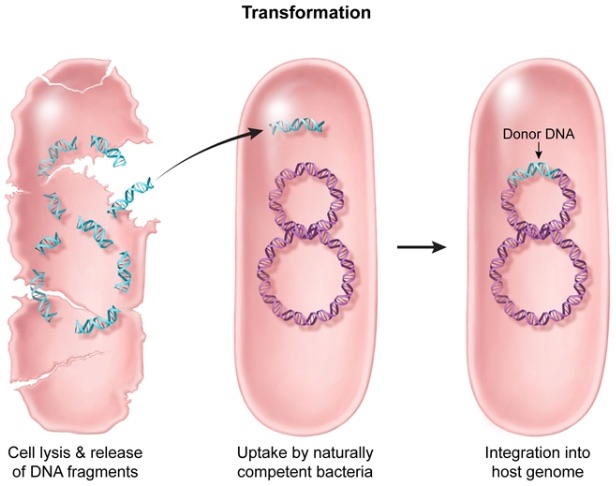 Transformation
Donor DNA
Cell lysis & release
of DNA fragments
Uptake by naturally
competent bacteria
Integration into
host genome